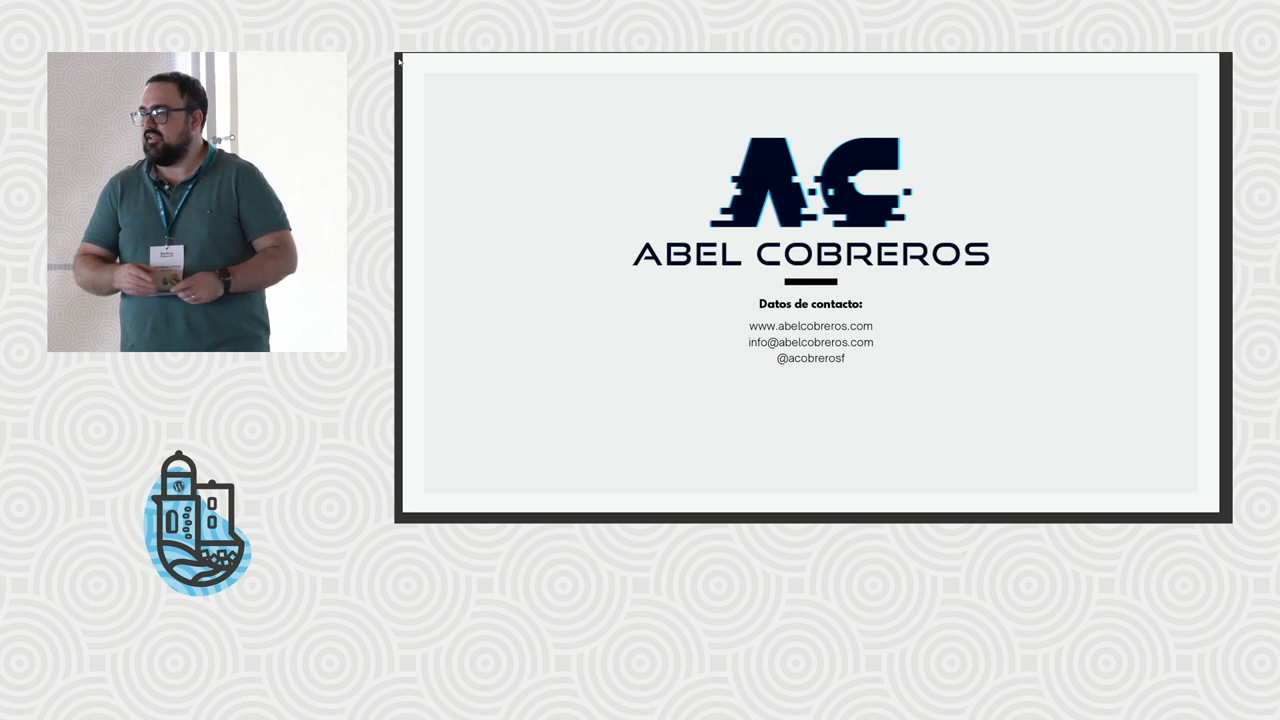 AC
ABEL COBREROS
Datos de contacto:
www.abelcobreros.com
info@abelcobreros.com
@acobrerosf